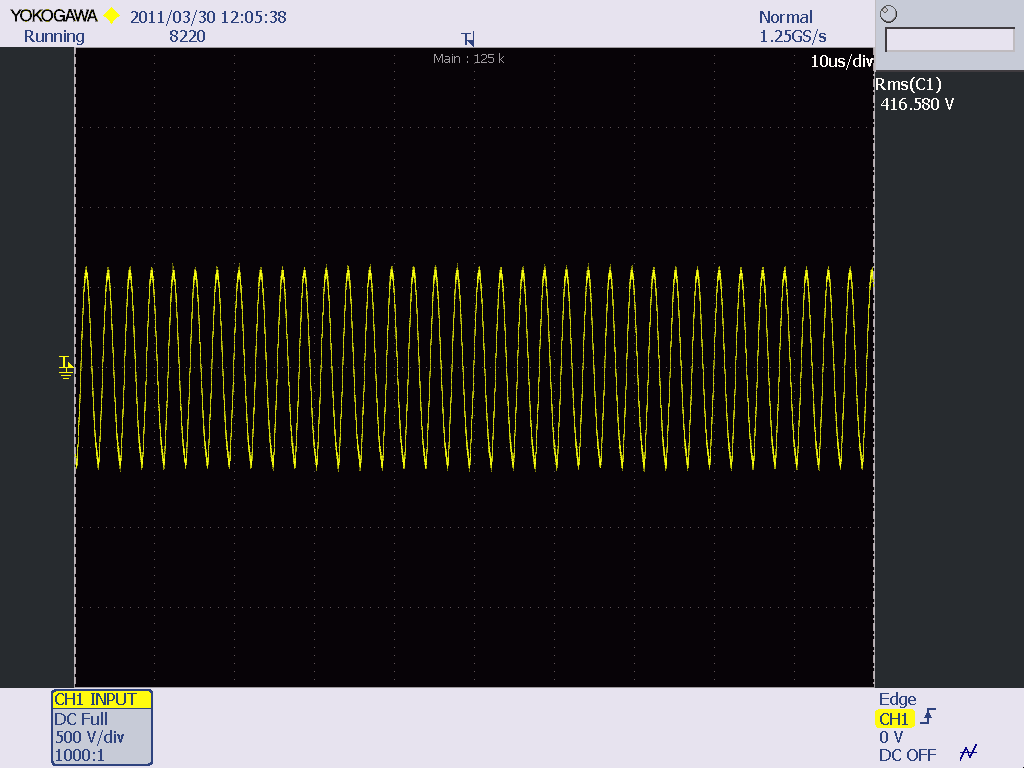 YOKOGAWA 2011/03/30 12:05:38
Normal
Running 8220
1.25GS/s
T
Main : 125 k
10us/div
Rms(C1)
416.580 V
T
CH1 INPUT
DC Full
500 V/div
1000:1
Edge
CH1
0 V
DC OFF